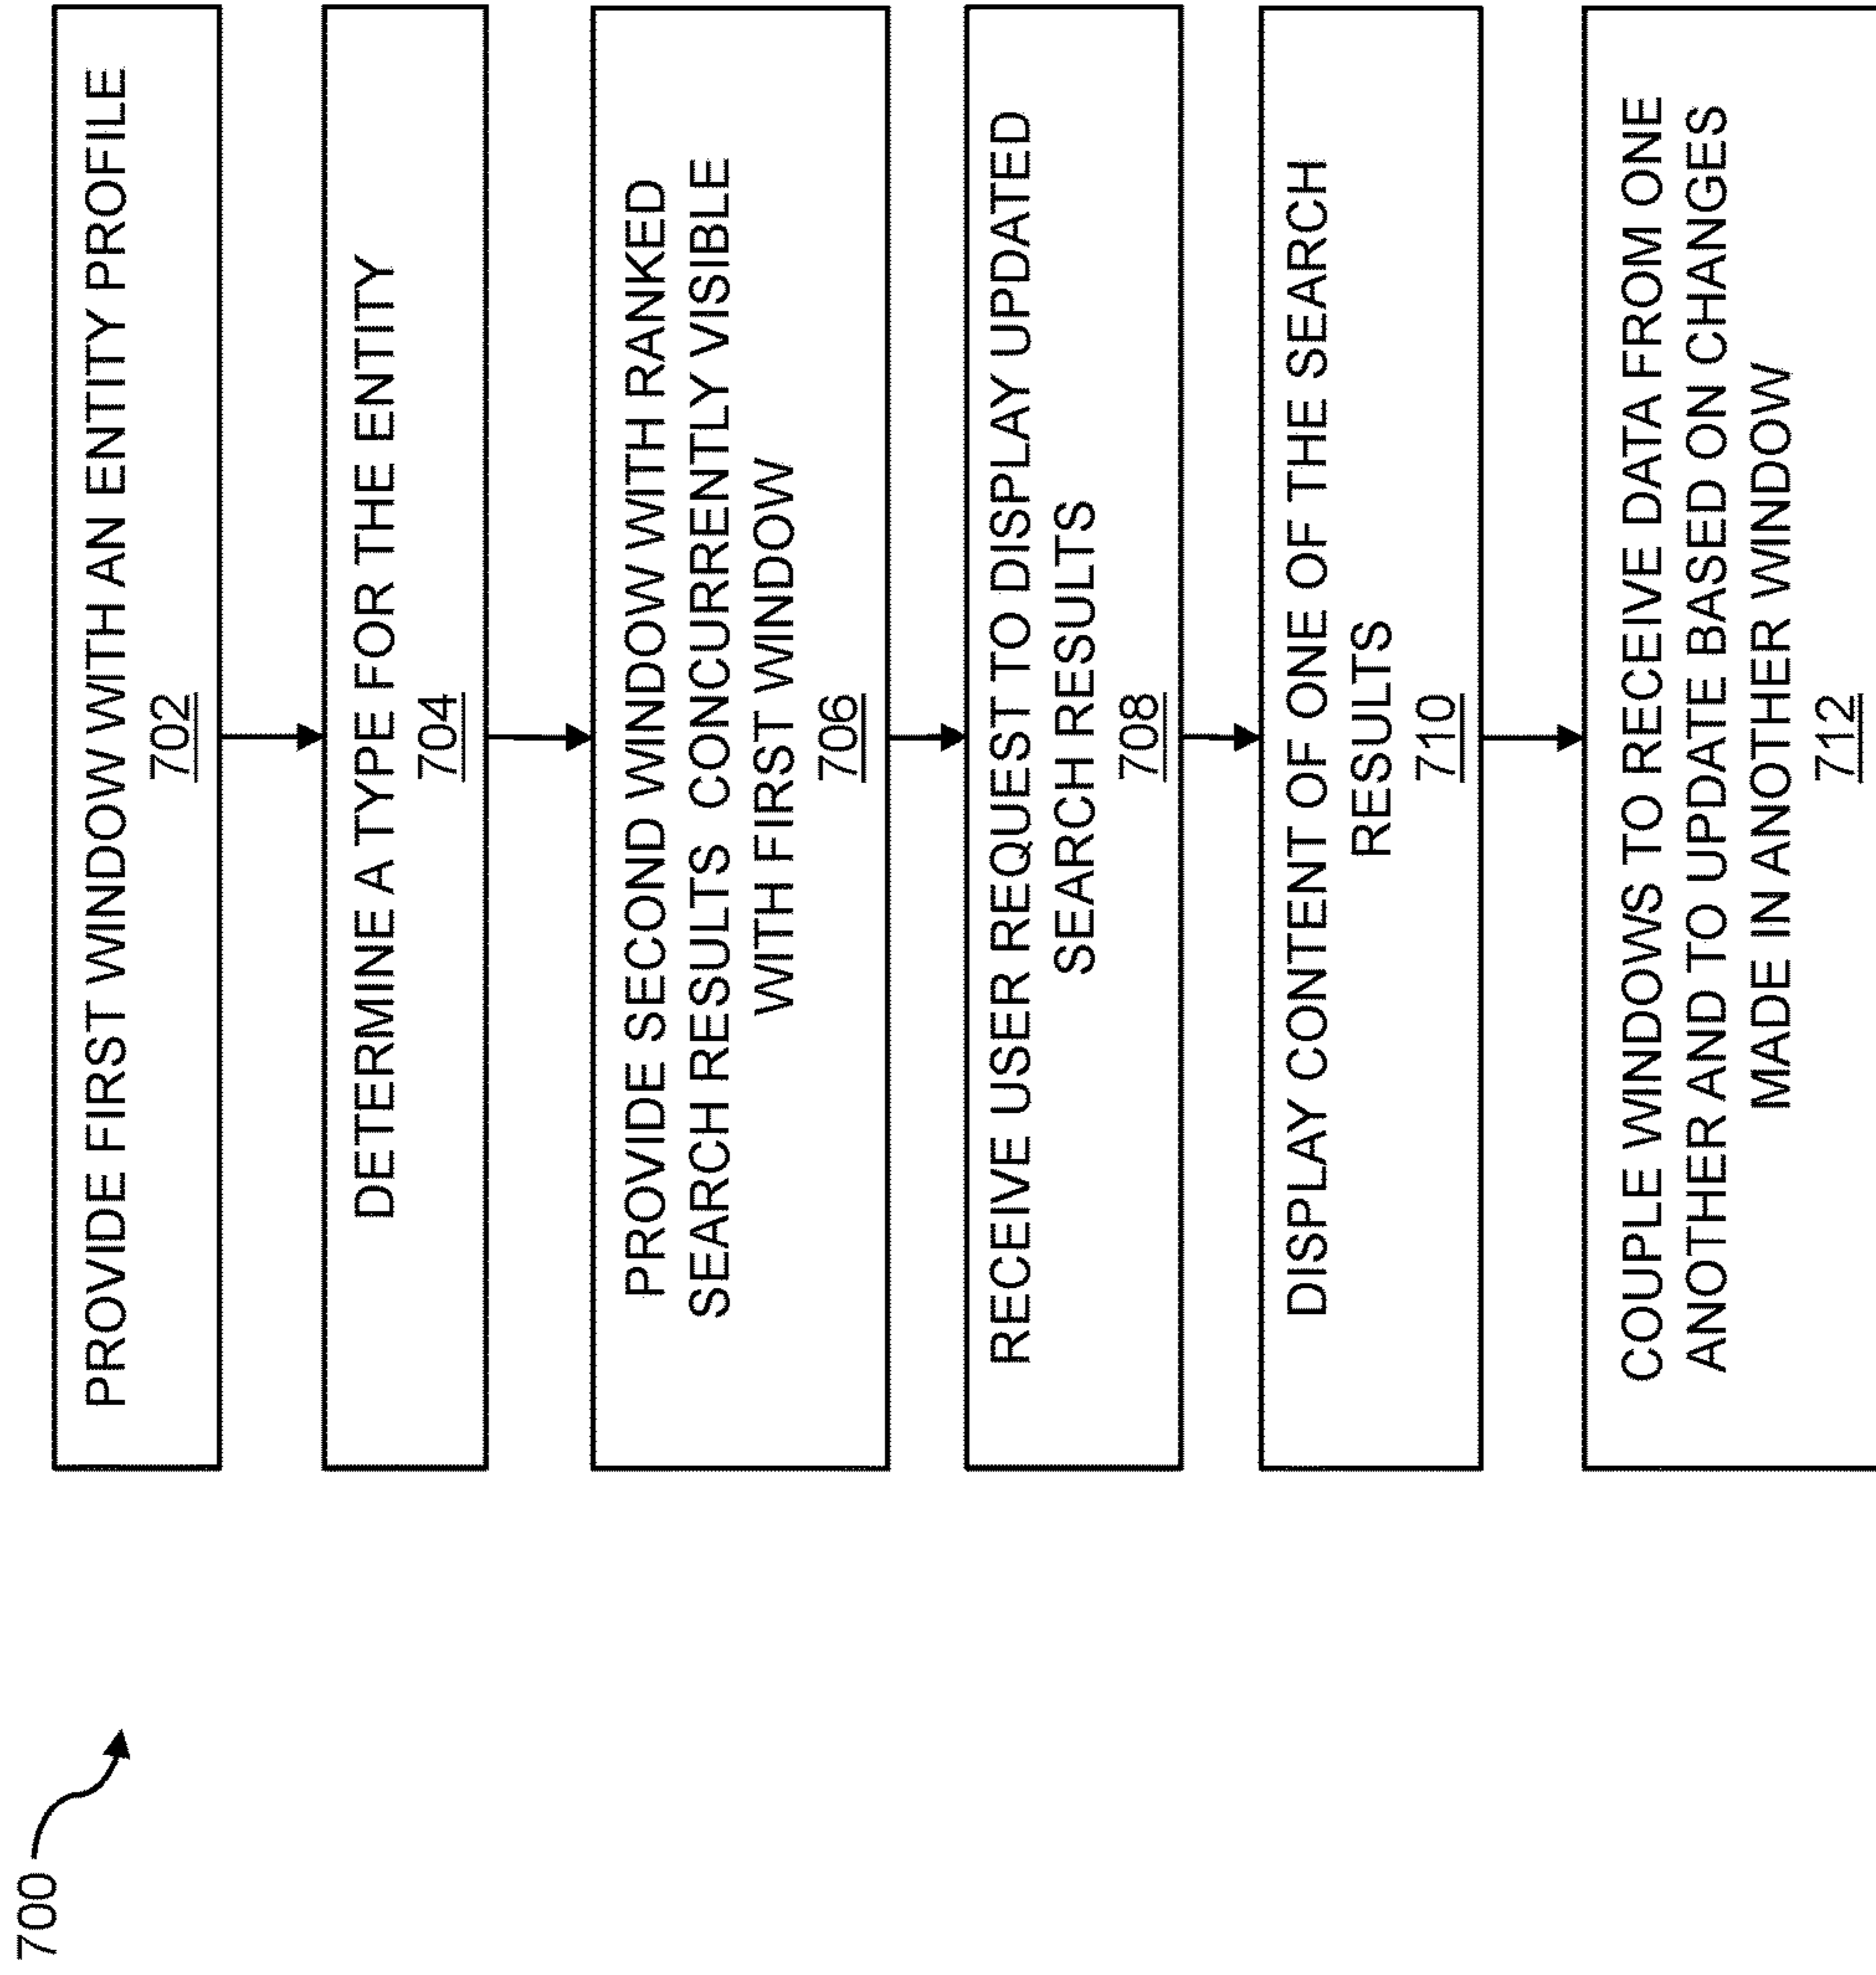 700
PROVIDE FIRST WINDOW WITH AN ENTITY PROFILE
702
DETERMINE A TYPE FOR THE ENTITY
704
PROVIDE SECOND WINDOW WITH RANKED
SEARCH RESULTS CONCURRENTLY VISIBLE
WITH FIRST WINDOW
706
RECEIVE USER REQUEST TO DISPLAY UPDATED
SEARCH RESULTS
708
DISPLAY CONTENT OF ONE OF THE SEARCH
RESULTS
710
COUPLE WINDOWS TO RECEIVE DATA FROM ONE
ANOTHER AND TO UPDATE BASED ON CHANGES
MADE IN ANOTHER WINDOW
712